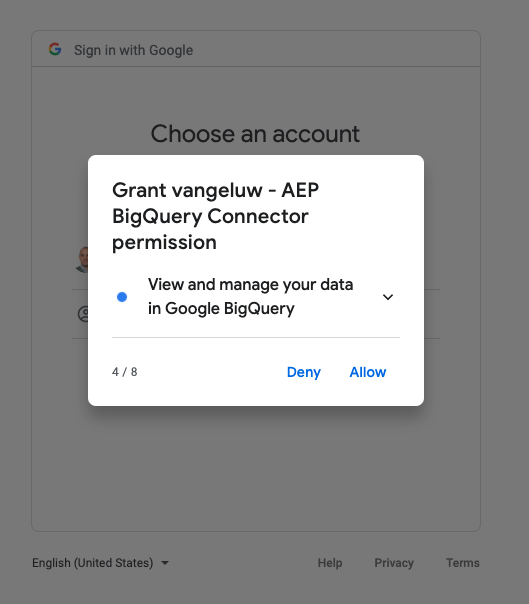 Sign in with Google
Choose an account
Grant vangeluw - AEP
BigQuery Connector
permission
View and manage your data
in Google BigQuery
4 / 8
Deny
Allow
English (United States)
Help
Privacy
Terms